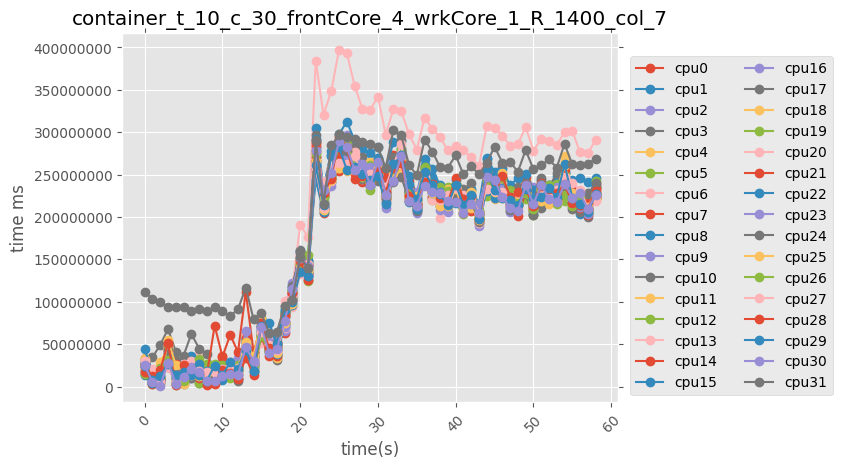 container_t_10_c_30_frontCore_4_wrkCore_1_R_1400_col_7
400000000
350000000
300000000
250000000
200000000
150000000
100000000
50000000
0
time ms
0
10
20
30
40
50
60
time(s)
cpu0
cpu1
cpu2
cpu3
cpu4
cpu5
cpu6
cpu7
cpu8
cpu9
cpu10
cpu11
cpu12
cpu13
cpu14
cpu15
cpu16
cpu17
cpu18
cpu19
cpu20
cpu21
cpu22
cpu23
cpu24
cpu25
cpu26
cpu27
cpu28
cpu29
cpu30
cpu31